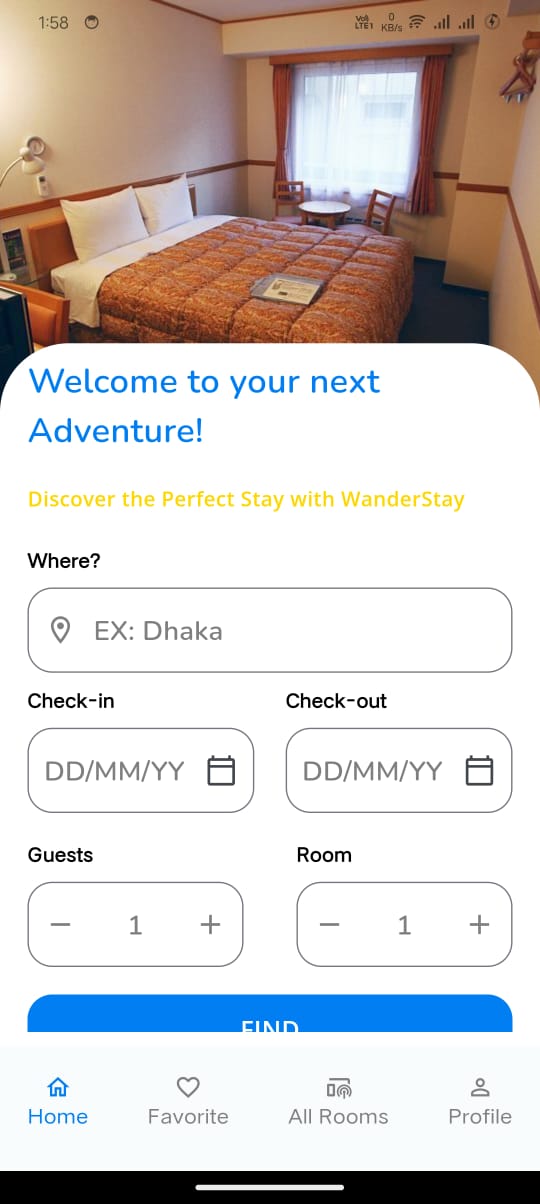 1:58
Vo))
LTE1
0
KB/s
Welcome to your next
Adventure!
Discover the Perfect Stay with WanderStay
Where?
EX: Dhaka
Check-in
Check-out
DD/MM/YY
DD/MM/YY
Guests
Room
1
1
FIND
Home
Favorite
All Rooms
Profile